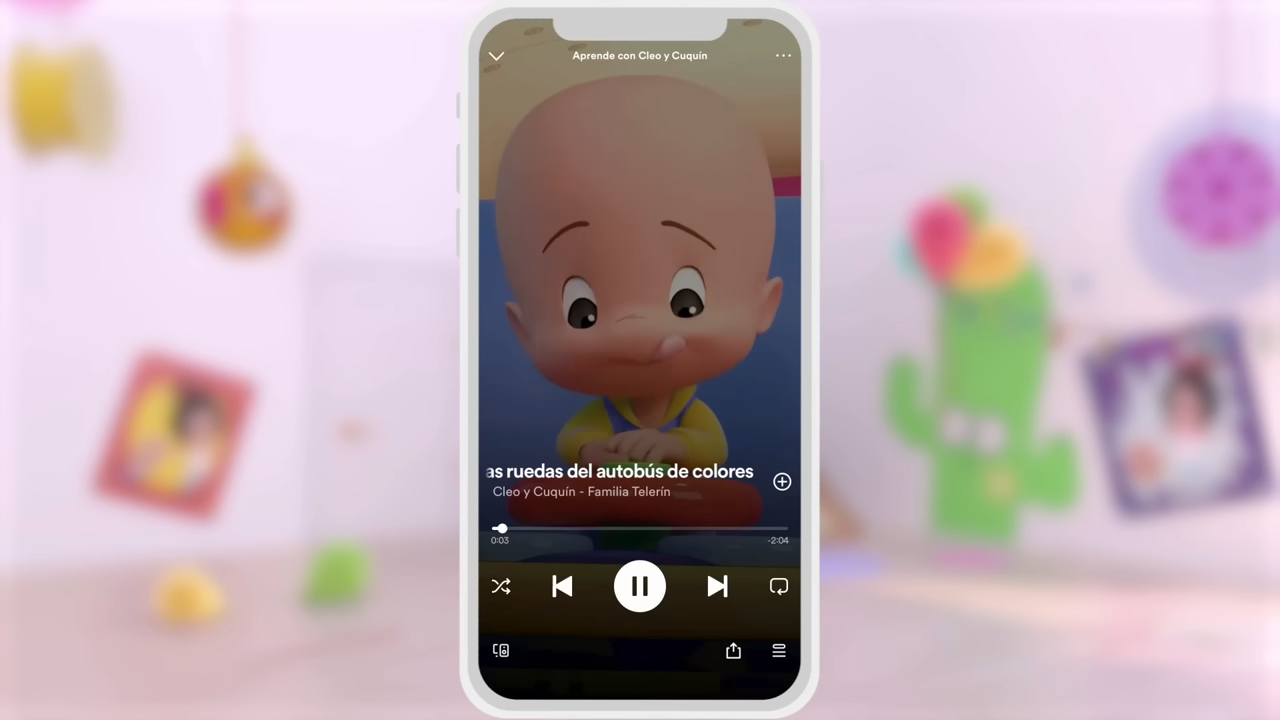 Aprende con Cleo y Cuquín
as ruedas del autobús de colores
Cleo y Cuquín - Familia Telerín
0:03
-2:04